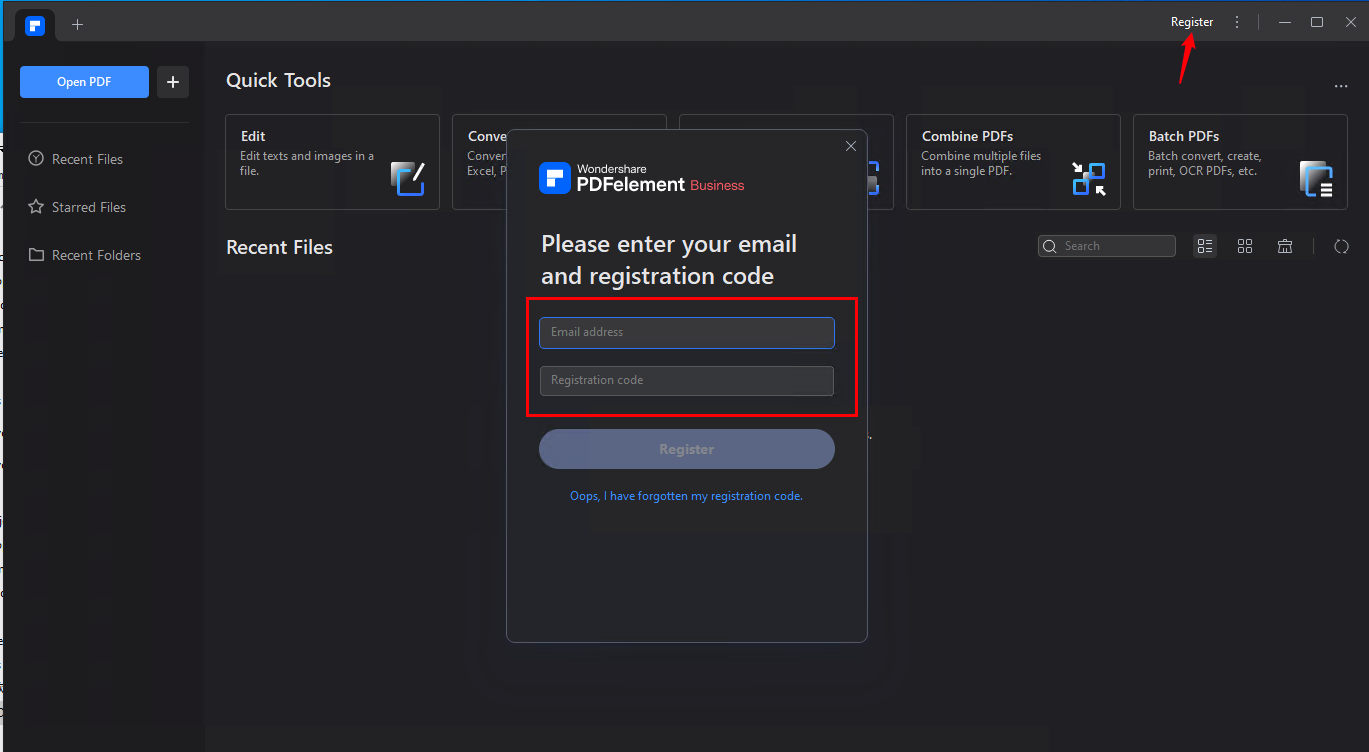 Register
Open PDF
Quick Tools
Edit
Edit texts and images in a
file.
Conve
Conver
Excel, P
Combine PDFs
Combine multiple files
into a single PDF.
Batch PDFs
Batch convert, create,
print, OCR PDFs, etc.
Recent Files
Starred Files
Recent Folders
Recent Files
Search
Wondershare
PDFelement Business
Please enter your email
and registration code
Email address
Registration code
Register
Oops, I have forgotten my registration code.